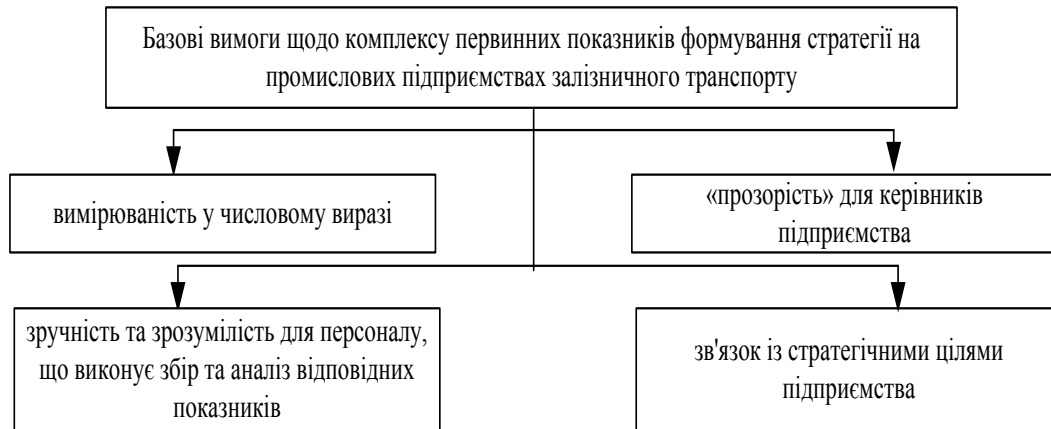 Базові вимоги щодо комплексу первинних показників формування стратегії на
промислових підприємствах залізничного транспорту
вимірюваність у числовому виразі
«прозорість» для керівників
підприємства
зручність та зрозумілість для персоналу,
що виконує збір та аналіз відповідних
показників
зв'язок із стратегічними цілями
підприємства